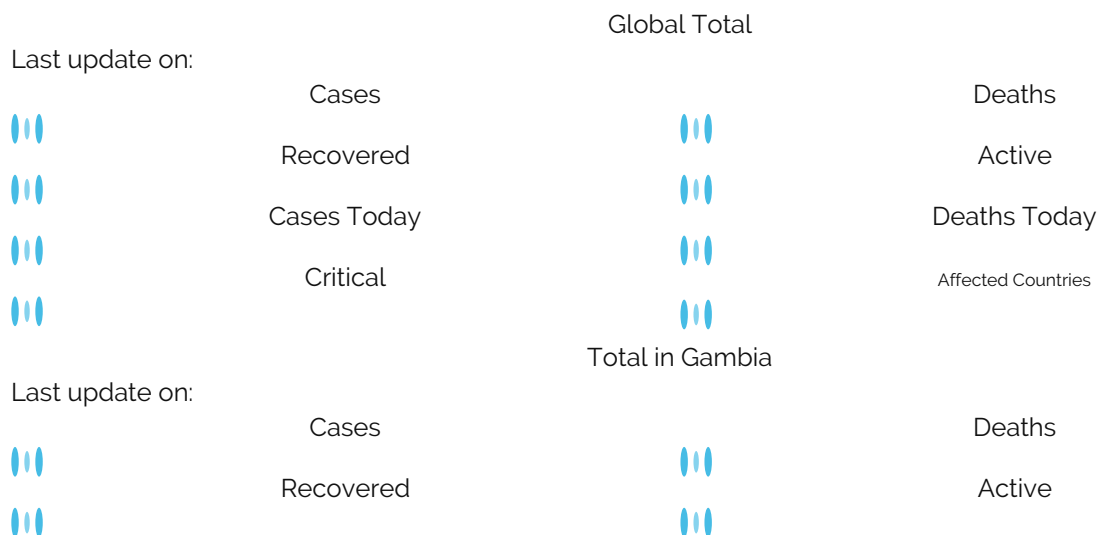 Global Total
Last update on:
Cases Deaths
Recovered Active
Cases Today Deaths Today
Critical Affected Countries
Total in Gambia
Last update on:
Cases Deaths
Recovered Active